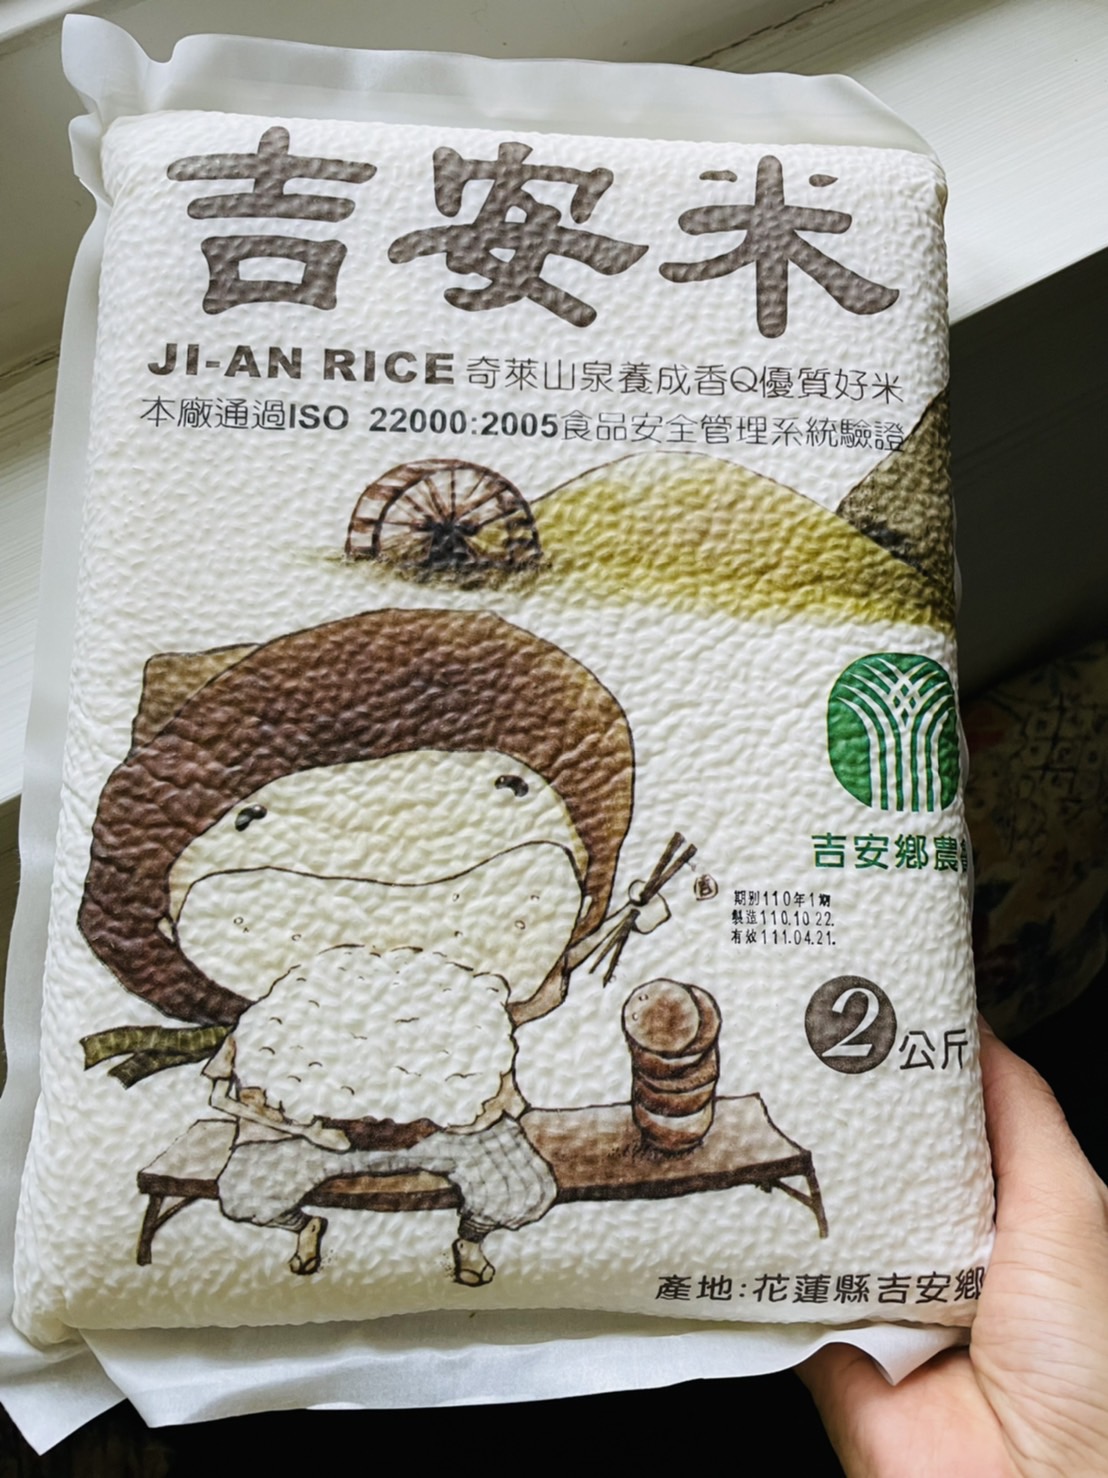 吉安米
JI-AN RICE 奇萊山泉養成香Q優質好米
本廠通過ISO 22000:2005食品安全管理系統驗證
吉安鄉農會
期別110年1期
製造110.10.22.
有效111.04.21.
2公斤
產地:花蓮縣吉安鄉